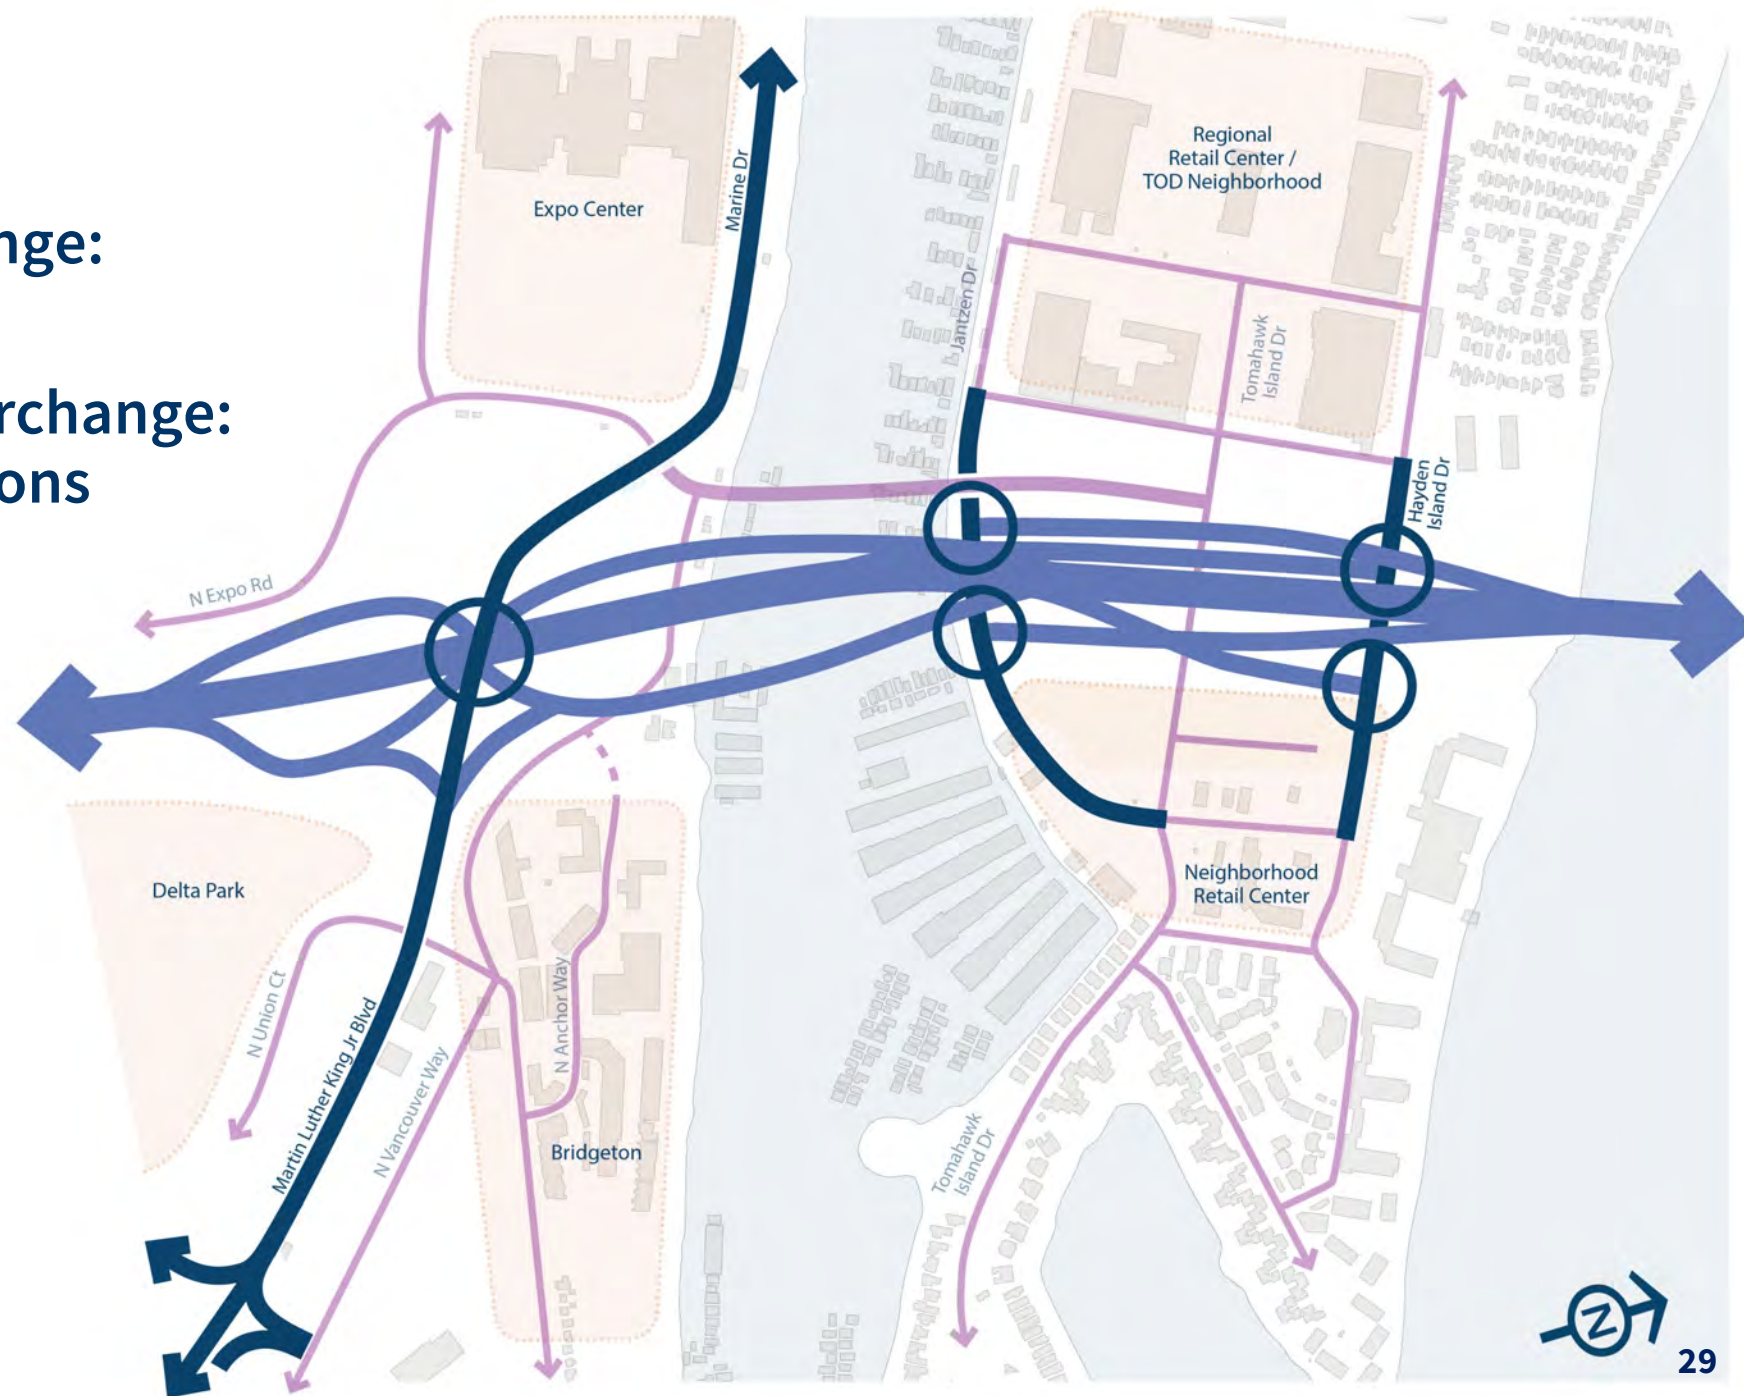 nge:
rchange:
ons
Expo Center
Marine Dr
Regional
Retail Center /
TOD Neighborhood
Jantzen Dr
Tomahawk
Island Dr
Hayden
Island Dr
N Expo Rd
Delta Park
N Union Ct
Martin Luther King Jr Blvd
N Vancouver Way
N Anchor Way
Bridgeton
Neighborhood
Retail Center
Tomahawk
Island Dr
N
29